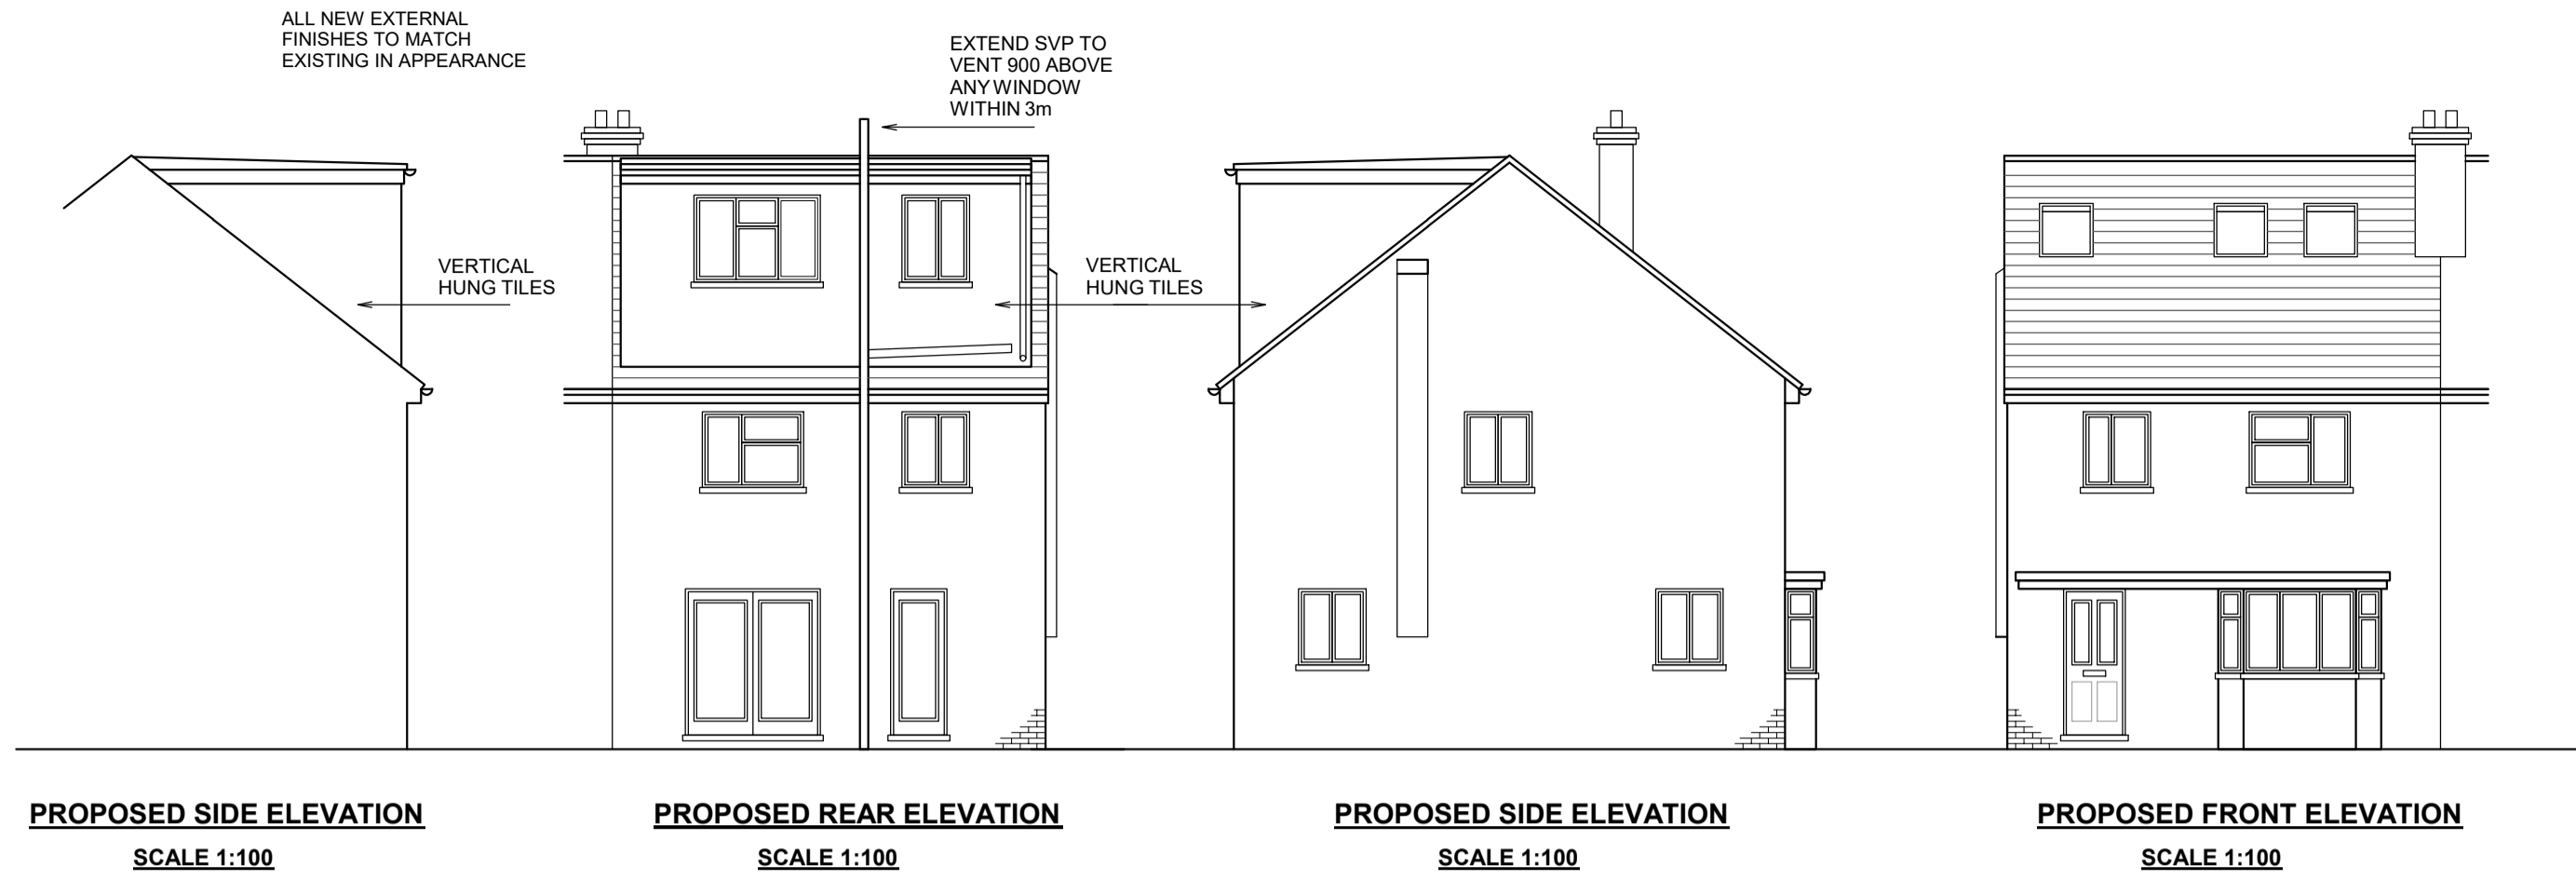 ALL NEW EXTERNAL
FINISHES TO MATCH
EXISTING IN APPEARANCE
EXTEND SVP TO
VENT 900 ABOVE
ANY WINDOW
WITHIN 3m
VERTICAL
HUNG TILES
VERTICAL
HUNG TILES
PROPOSED SIDE ELEVATION
SCALE 1:100
PROPOSED REAR ELEVATION
SCALE 1:100
PROPOSED SIDE ELEVATION
SCALE 1:100
PROPOSED FRONT ELEVATION
SCALE 1:100